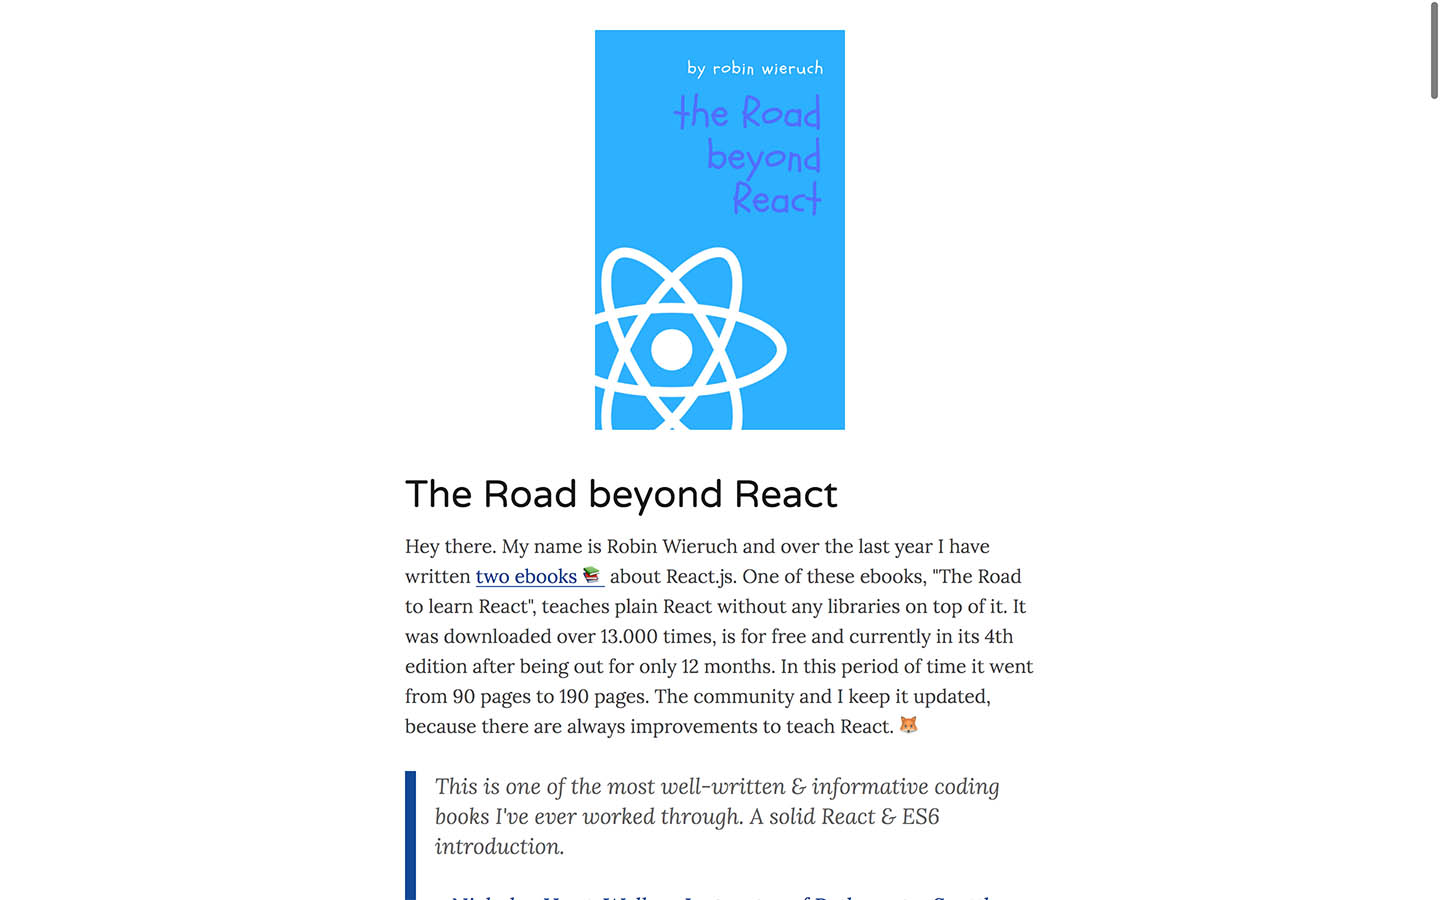 by robin wieruch
the Road
beyond
React
The Road beyond React
Hey there. My name is Robin Wieruch and over the last year I have
written two ebooks 📚 about React.js. One of these ebooks, "The Road
to learn React", teaches plain React without any libraries on top of it. It
was downloaded over 13.000 times, is for free and currently in its 4th
edition after being out for only 12 months. In this period of time it went
from 90 pages to 190 pages. The community and I keep it updated,
because there are always improvements to teach React. 🦊
This is one of the most well-written & informative coding
books I've ever worked through. A solid React & ES6
introduction.